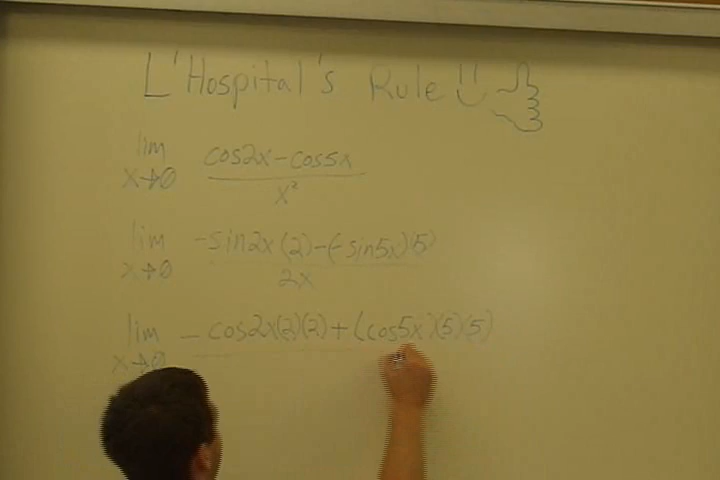 L'Hospital's Rule
lim x→0 cos2x - cos5x / x²
lim x→0 -sin2x(2) - (-sin5x)(5) / 2x
lim x→0 - cos2x(2)(2) + (cos5x)(5)(5)